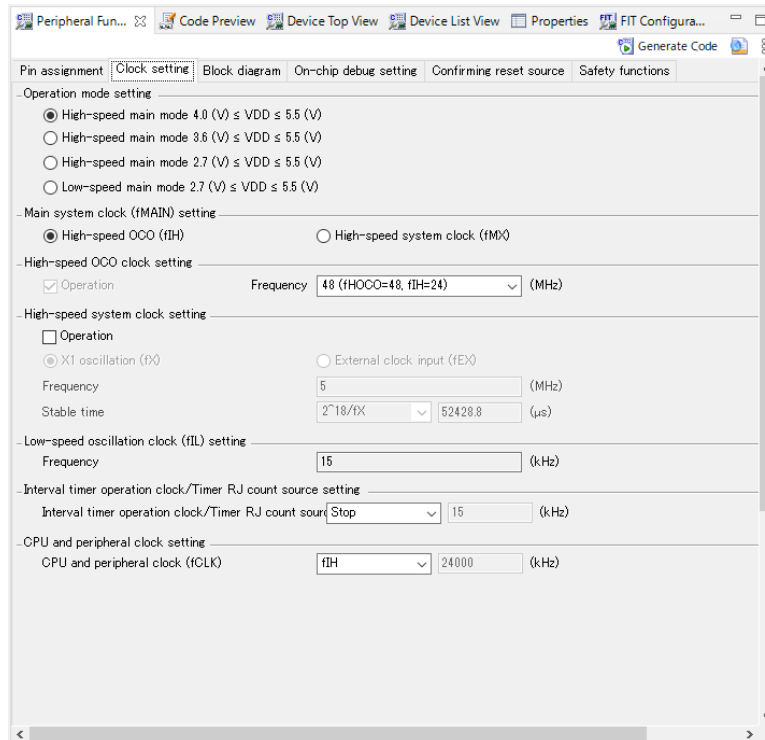 Peripheral Fun... Code Preview Device Top View Device List View Properties FIT Configura...
Generate Code
Pin assignment Clock setting Block diagram On-chip debug setting Confirming reset source Safety functions
Operation mode setting
High-speed main mode 4.0 (V) ≤ VDD ≤ 5.5 (V)
High-speed main mode 3.6 (V) ≤ VDD ≤ 5.5 (V)
High-speed main mode 2.7 (V) ≤ VDD ≤ 5.5 (V)
Low-speed main mode 2.7 (V) ≤ VDD ≤ 5.5 (V)
Main system clock (fMAIN) setting
High-speed OCO (fIH) High-speed system clock (fMX)
High-speed OCO clock setting
Operation Frequency 48 (fHOCO=48, fIH=24) (MHz)
High-speed system clock setting
Operation
X1 oscillation (fX) External clock input (fEX)
Frequency 5 (MHz)
Stable time 2^18/fX 52428.8 (μs)
Low-speed oscillation clock (fIL) setting
Frequency 15 (kHz)
Interval timer operation clock/Timer RJ count source setting
Interval timer operation clock/Timer RJ count sour Stop 15 (kHz)
CPU and peripheral clock setting
CPU and peripheral clock (fCLK) fIH 24000 (kHz)